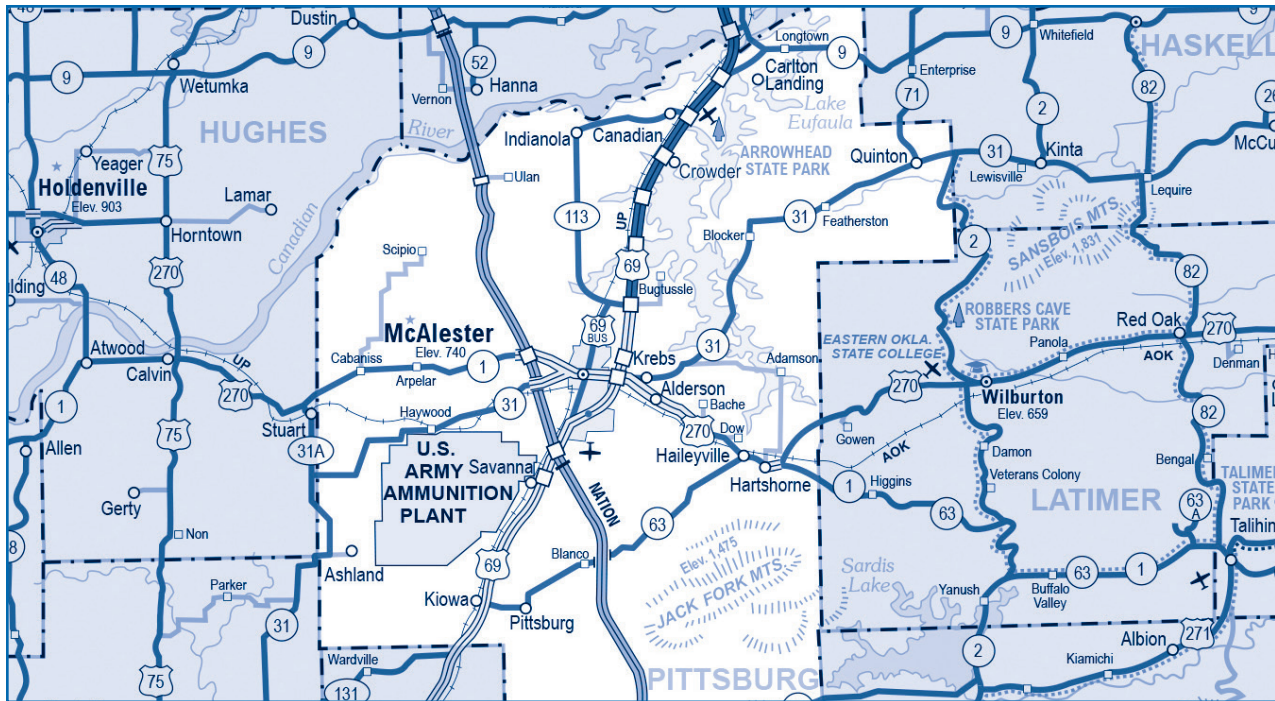 48
Dustin
9
52
Hanna
Vernon
9
9
Wetumka
HUGHES
River
75
Yeager
Holdenville
Elev. 903
Lamar
Horntown
Canadian
270
48
Atwood
Calvin
UP
1
270
Allen
75
Stuart
31A
Gerty
Non
Parker
31
75
Ashland
Wardville
131
Longtown
9
Carlton
Landing
Lake
Eufaula
Indianola
Canadian
ARROWHEAD
STATE PARK
Crowder
Ulan
113
UP
69
31
Featherston
Blocker
Scipio
Bugtussle
69
BUS
McAlester
Elev. 740
Cabaniss
Arpelar
1
Krebs
31
Alderson
Adamson
Haywood
31
Bache
270
Dow
Haileyville
Hartshorne
U.S.
ARMY
AMMUNITION
PLANT
Savanna
NATION
63
69
Blanco
Kiowa
Pittsburg
Elev. 1,475
JACK FORK MTS.
PITTSBURG
Whitefield
9
HASKELL
Enterprise
82
71
2
26
Quinton
31
Kinta
McCu
Lewisville
Lequire
2
SANSBOIS MTS.
Elev. 1,831
82
ROBBERS CAVE
STATE PARK
Red Oak
270
EASTERN OKLA.
STATE COLLEGE
Panola
AOK
Denman
270
Wilburton
Elev. 659
Gowen
AOK
82
Damon
Bengal
Veterans Colony
TALIMENA
STATE
PARK
1
Higgins
63
LATIMER
63
A
Talihina
Sardis
Lake
Buffalo
Valley
63
1
Yanush
2
Albion
271
Kiamichi